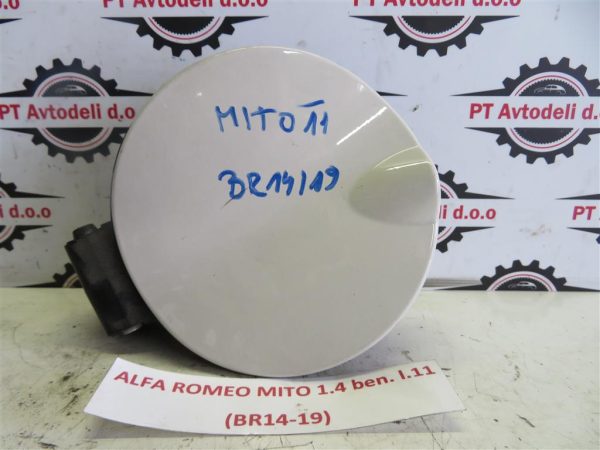 PT Avtodeli d.o.o
PT Avtodeli d.o.o
PT Avtodeli d.o
PT Avtodeli d.o.o
MITO 11
BR14/19
deli d.o.o
ALFA ROMEO MITO 1.4 ben. l.11
(BR14-19)